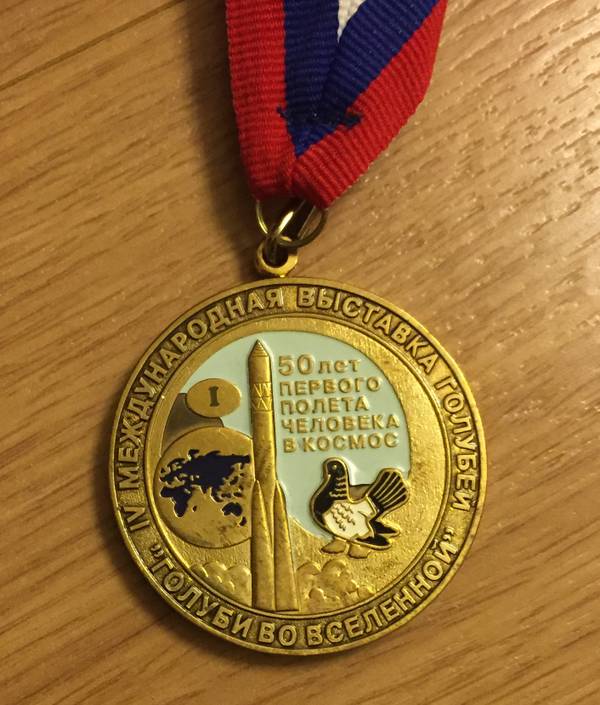 IV МЕЖДУНАРОДНАЯ ВЫСТАВКА ГОЛУБЕЙ
"ГОЛУБИ ВО ВСЕЛЕННОЙ"
50 лет
ПЕРВОГО
ПОЛЕТА
ЧЕЛОВЕКА
В КОСМОС
I